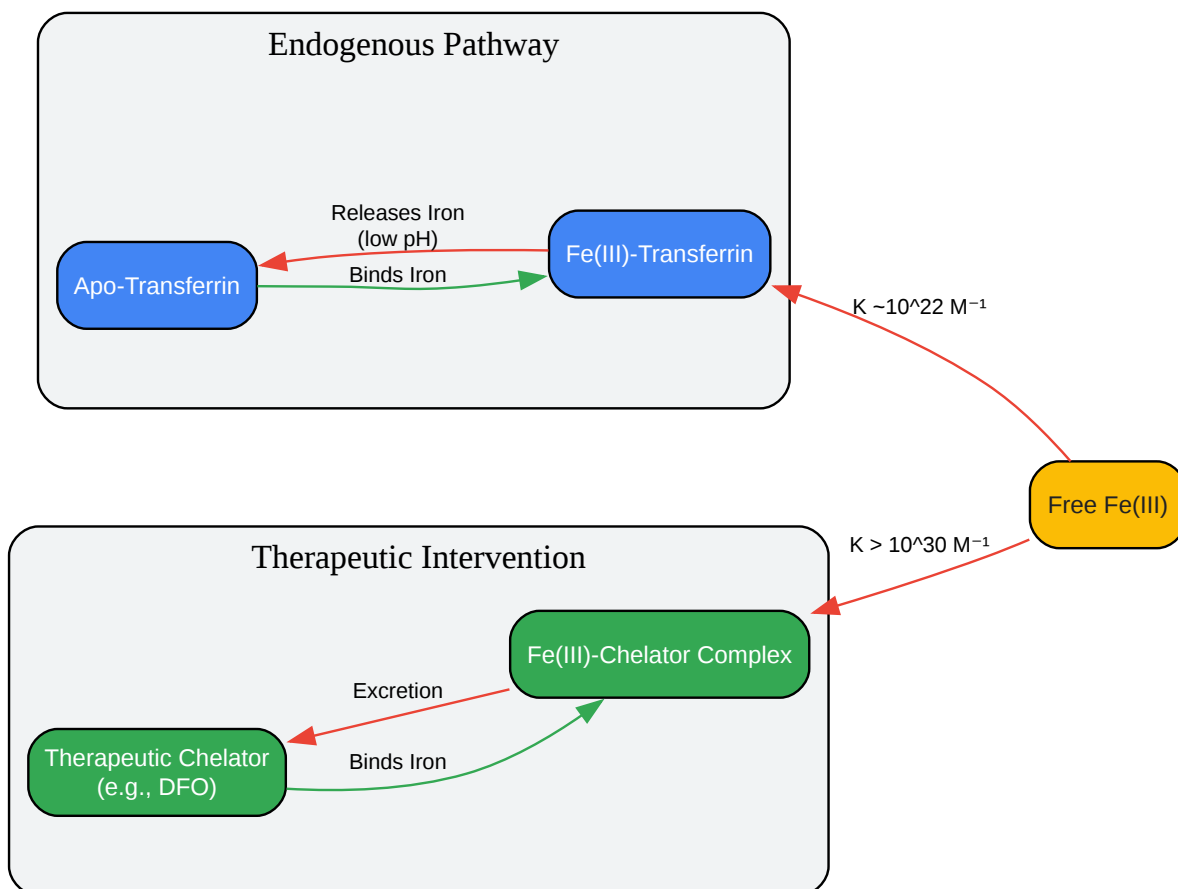 Endogenous Pathway
Releases Iron
(low pH)
Fe(III)-Transferrin
Apo-Transferrin
Binds Iron
K ~10^22 M⁻¹
Free Fe(III)
Therapeutic Intervention
K > 10^30 M⁻¹
Fe(III)-Chelator Complex
Excretion
Therapeutic Chelator
(e.g., DFO)
Binds Iron